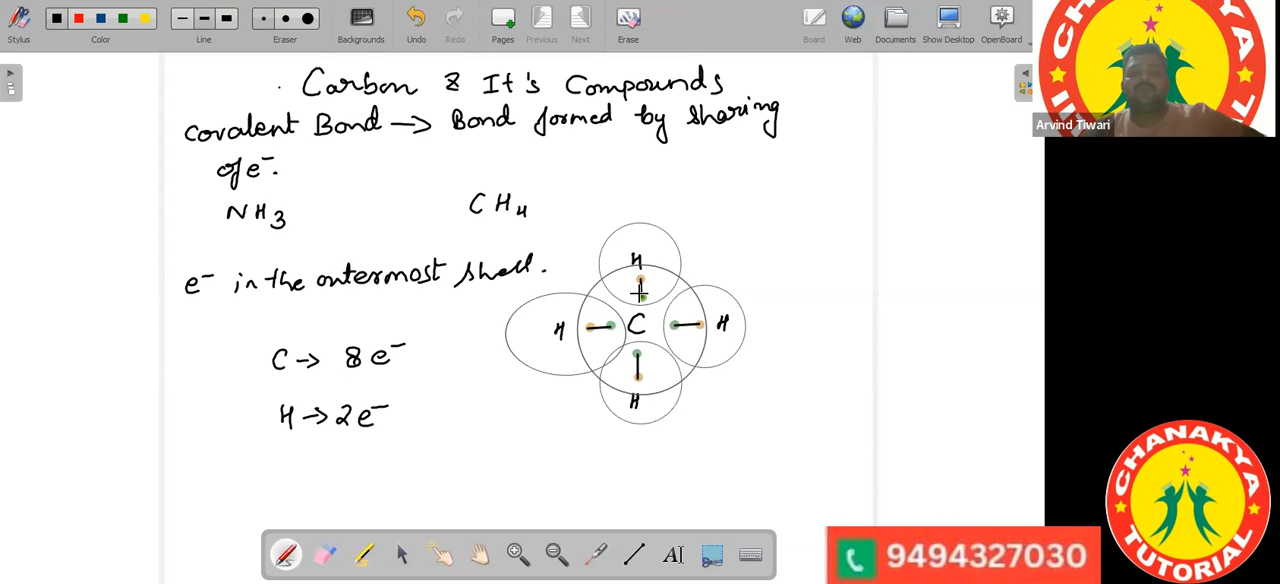 Stylus
Color
Line
Eraser
Backgrounds
Undo
Redo
Pages
Previous
Next
Erase
Board
Web
Documents
Show Desktop
OpenBoard
Arvind Tiwari
Carbon & It's Compounds
covalent Bond → Bond formed by sharing
of e⁻.
NH3
CH4
e⁻ in the outermost shell.
H
H
C
H
H
C → 8 e⁻
H → 2 e⁻
CHANAKYA
TUTORIAL
9494327030